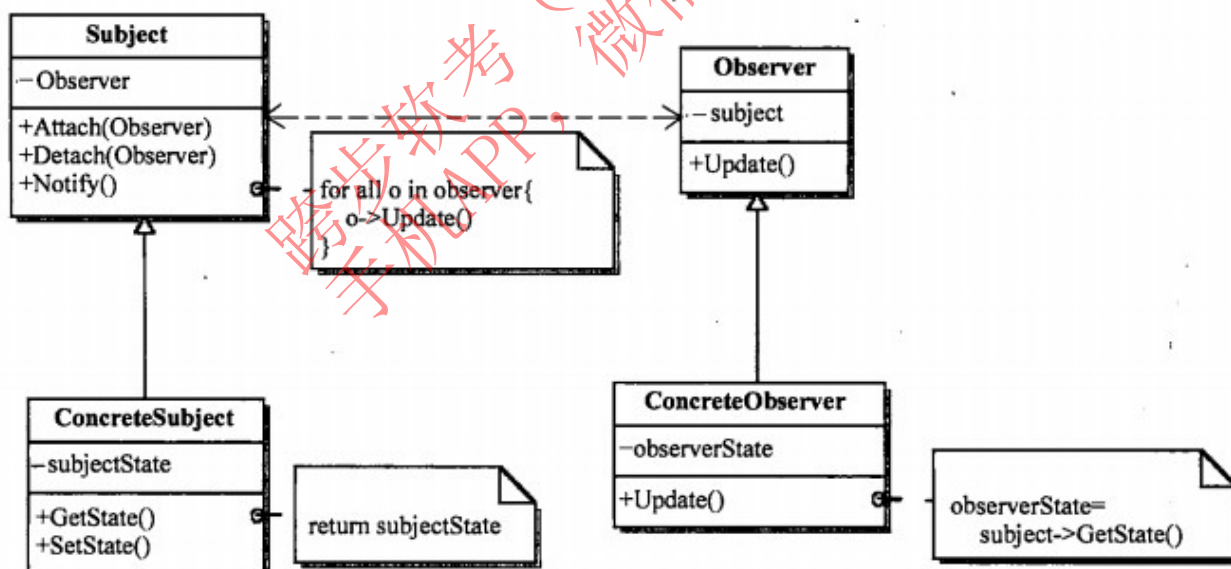 Subject
−Observer
+Attach(Observer)
+Detach(Observer)
+Notify()
for all o in observer{
o->Update()
}
Observer
−subject
+Update()
ConcreteSubject
−subjectState
+GetState()
+SetState()
return subjectState
ConcreteObserver
−observerState
+Update()
observerState=
subject->GetState()
跨步软考
手机APP，
微